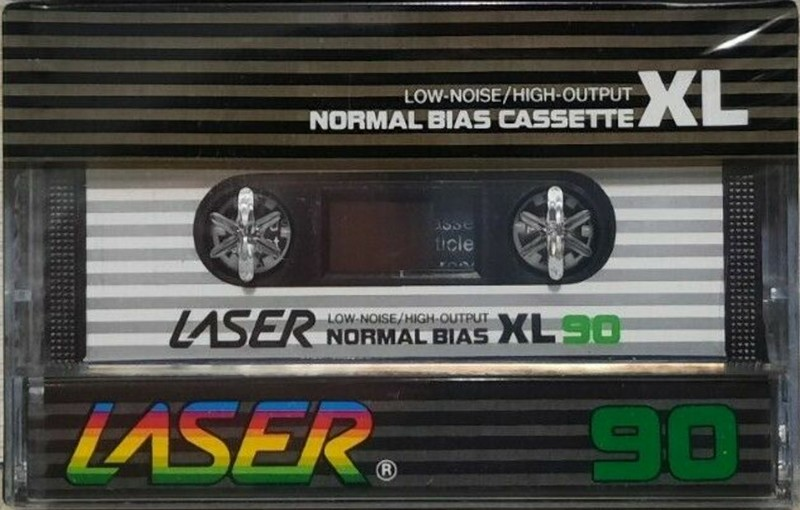 LOW-NOISE/HIGH-OUTPUT
NORMAL BIAS CASSETTE XL
LASER LOW-NOISE/HIGH-OUTPUT
NORMAL BIAS XL 90
LASER® 90